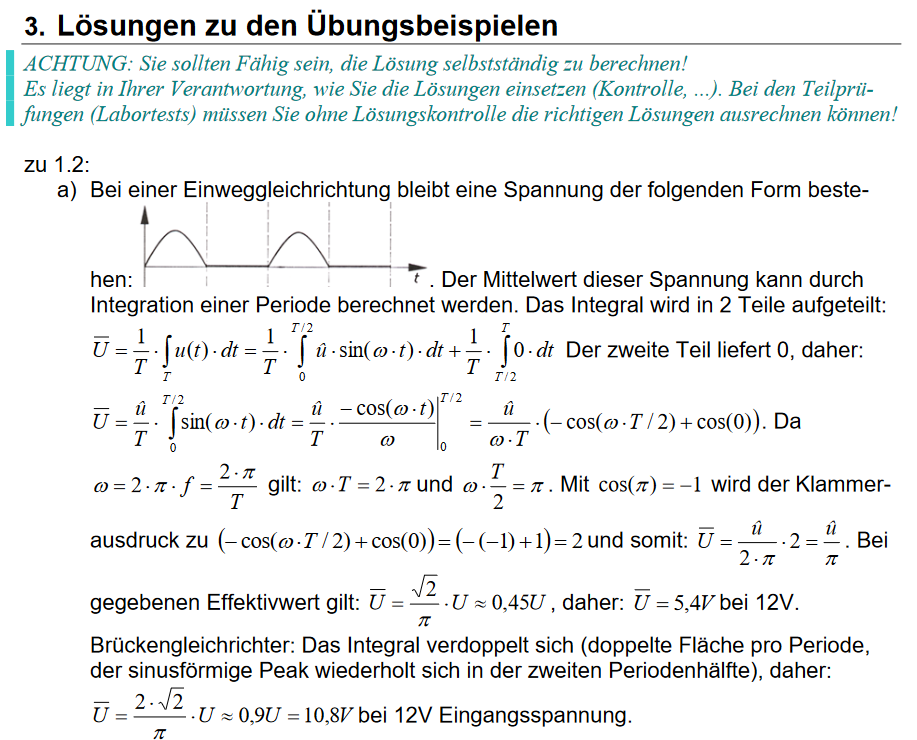 3. Lösungen zu den Übungsbeispielen
ACHTUNG: Sie sollten Fähig sein, die Lösung selbstständig zu berechnen!
Es liegt in Ihrer Verantwortung, wie Sie die Lösungen einsetzen (Kontrolle, ...). Bei den Teilprü-
fungen (Labortests) müssen Sie ohne Lösungskontrolle die richtigen Lösungen ausrechnen können!
zu 1.2:
a) Bei einer Einweggleichrichtung bleibt eine Spannung der folgenden Form beste-
hen: t . Der Mittelwert dieser Spannung kann durch
Integration einer Periode berechnet werden. Das Integral wird in 2 Teile aufgeteilt:
U̅ = 1/T · ∫_T u(t) · dt = 1/T · ∫_0^{T/2} û · sin(ω · t) · dt + 1/T · ∫_{T/2}^T 0 · dt Der zweite Teil liefert 0, daher:
U̅ = û/T · ∫_0^{T/2} sin(ω · t) · dt = û/T · −cos(ω · t)/ω |_0^{T/2} = û/(ω · T) · (− cos(ω · T / 2) + cos(0)). Da
ω = 2 · π · f = 2 · π/T gilt: ω · T = 2 · π und ω · T/2 = π . Mit cos(π) = −1 wird der Klammer-
ausdruck zu (− cos(ω · T / 2) + cos(0)) = (− (−1) + 1) = 2 und somit: U̅ = û/(2 · π) · 2 = û/π . Bei
gegebenen Effektivwert gilt: U̅ = √2/π · U ≈ 0,45U , daher: U̅ = 5,4V bei 12V.
Brückengleichrichter: Das Integral verdoppelt sich (doppelte Fläche pro Periode,
der sinusförmige Peak wiederholt sich in der zweiten Periodenhälfte), daher:
U̅ = 2 · √2/π · U ≈ 0,9U = 10,8V bei 12V Eingangsspannung.